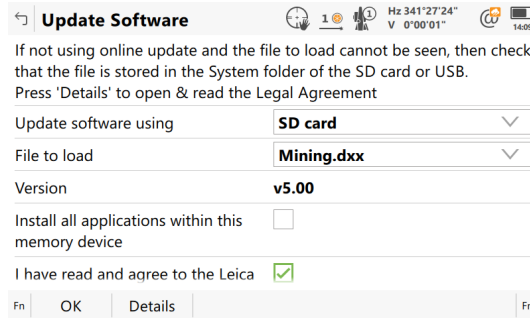 Update Software
1
1
Hz 341°27'24"
V 0°00'01"
@
14:09
If not using online update and the file to load cannot be seen, then check
that the file is stored in the System folder of the SD card or USB.
Press 'Details' to open & read the Legal Agreement
Update software using SD card
File to load Mining.dxx
Version v5.00
Install all applications within this
memory device
I have read and agree to the Leica
Fn OK Details